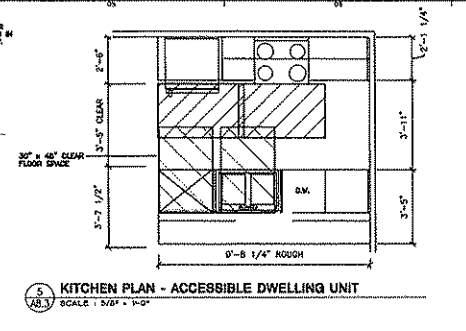 2'-6"
2'-1 1/4"
3'-5" CLEAR
3'-11"
30" x 48" CLEAR
FLOOR SPACE
3'-7 1/2"
D.W.
3'-5"
9'-8 1/4" ROUGH
5
A8.3
KITCHEN PLAN - ACCESSIBLE DWELLING UNIT
SCALE : 5/8" = 1'-0"